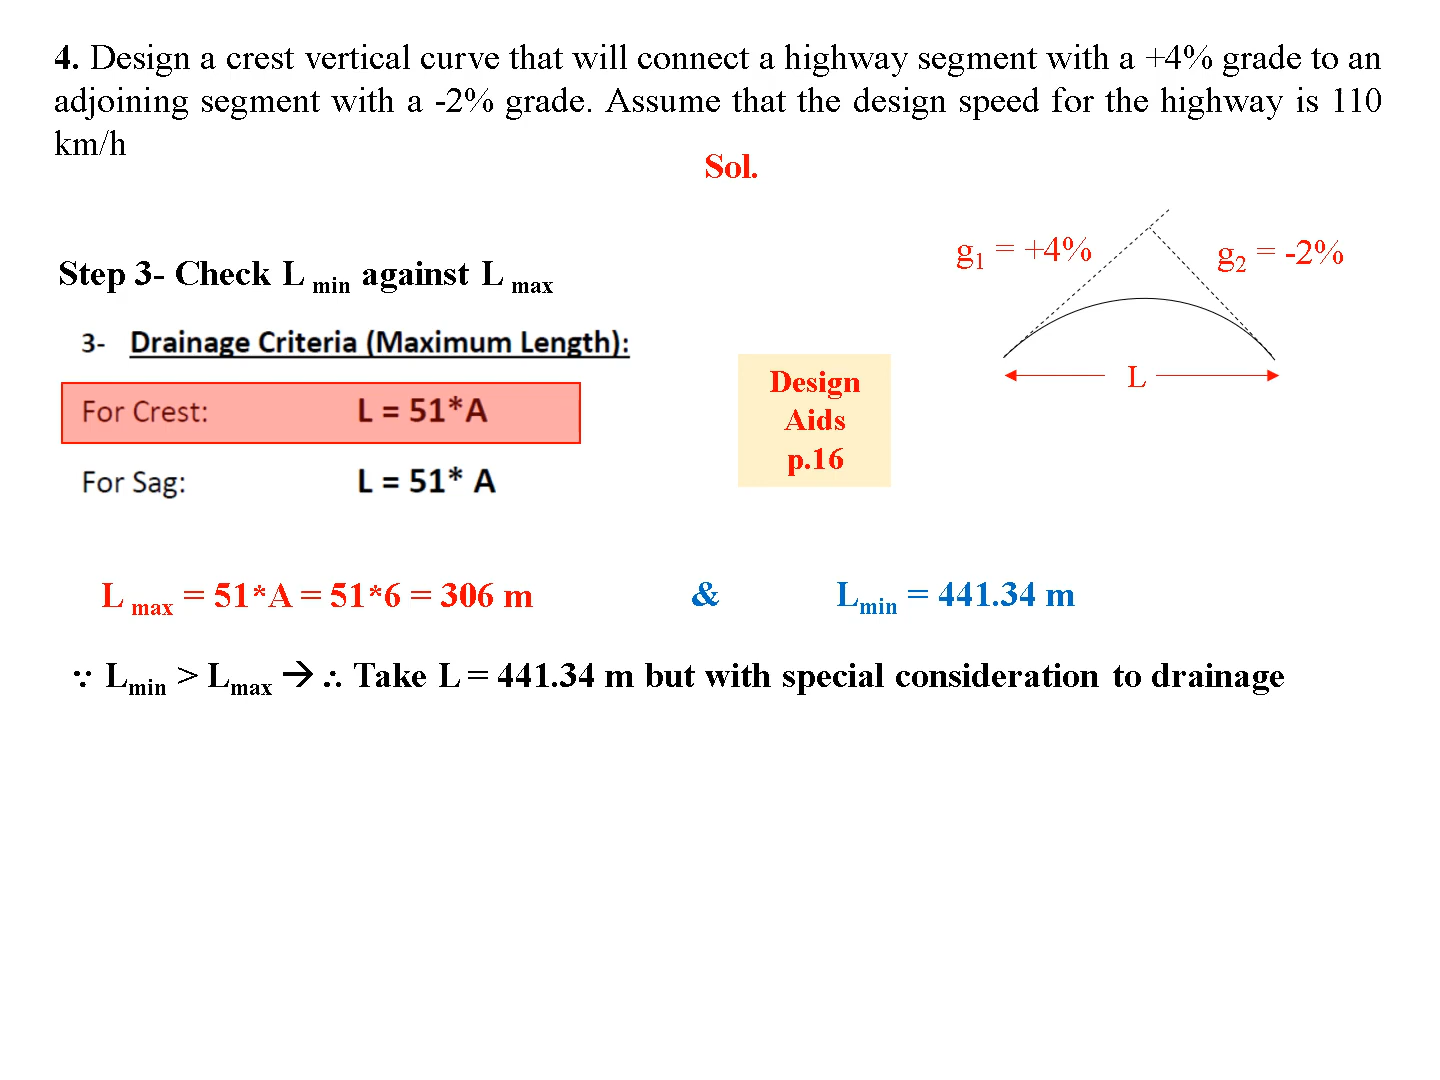 4. Design a crest vertical curve that will connect a highway segment with a +4% grade to an
adjoining segment with a -2% grade. Assume that the design speed for the highway is 110
km/h
Sol.
g1 = +4%
g2 = -2%
L
Step 3- Check L min against L max
3- Drainage Criteria (Maximum Length):
For Crest: L = 51*A
For Sag: L = 51* A
Design
Aids
p.16
L max = 51*A = 51*6 = 306 m & Lmin = 441.34 m
∵ Lmin > Lmax → ∴ Take L = 441.34 m but with special consideration to drainage